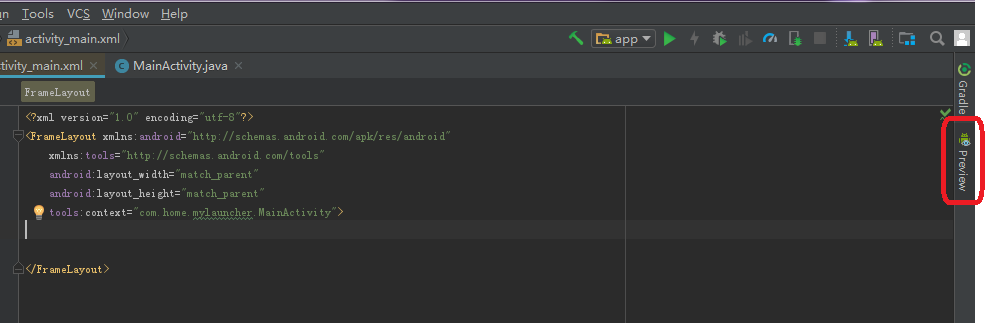 n Tools VCS Window Help
activity_main.xml
app
tivity_main.xml MainActivity.java
Gradle
FrameLayout
Preview
<?xml version="1.0" encoding="utf-8"?>
<FrameLayout xmlns:android="http://schemas.android.com/apk/res/android"
xmlns:tools="http://schemas.android.com/tools"
android:layout_width="match_parent"
android:layout_height="match_parent"
tools:context="com.home.mylauncher.MainActivity">
</FrameLayout>